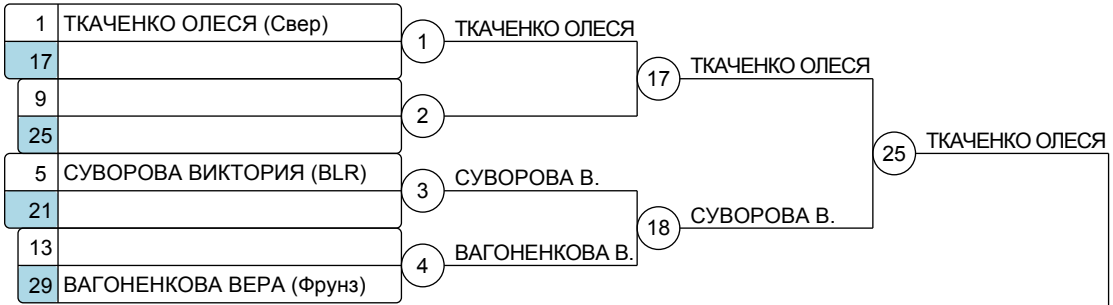 1 ТКАЧЕНКО ОЛЕСЯ (Свер)
17
9
25
5 СУВОРОВА ВИКТОРИЯ (BLR)
21
13
29 ВАГОНЕНКОВА ВЕРА (Фрунз)
1 ТКАЧЕНКО ОЛЕСЯ
2
3 СУВОРОВА В.
4 ВАГОНЕНКОВА В.
17 ТКАЧЕНКО ОЛЕСЯ
18 СУВОРОВА В.
25 ТКАЧЕНКО ОЛЕСЯ